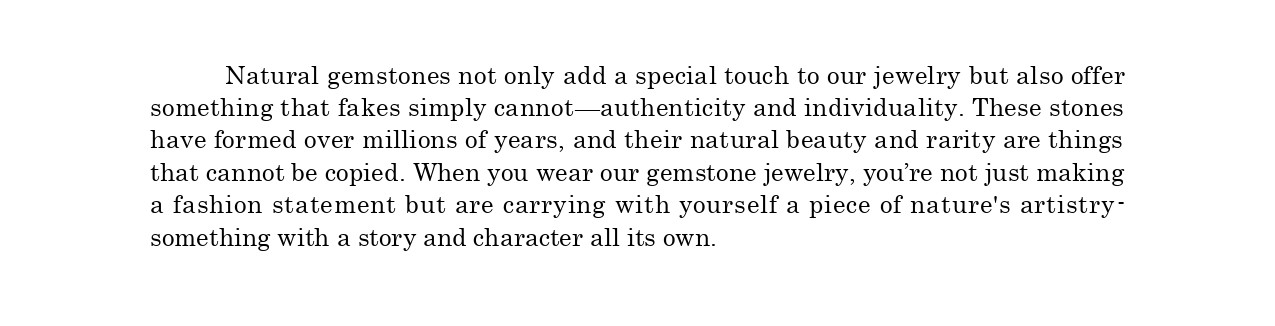 Natural gemstones not only add a special touch to our jewelry but also offer
something that fakes simply cannot—authenticity and individuality. These stones
have formed over millions of years, and their natural beauty and rarity are things
that cannot be copied. When you wear our gemstone jewelry, you’re not just making
a fashion statement but are carrying with yourself a piece of nature's artistry-
something with a story and character all its own.